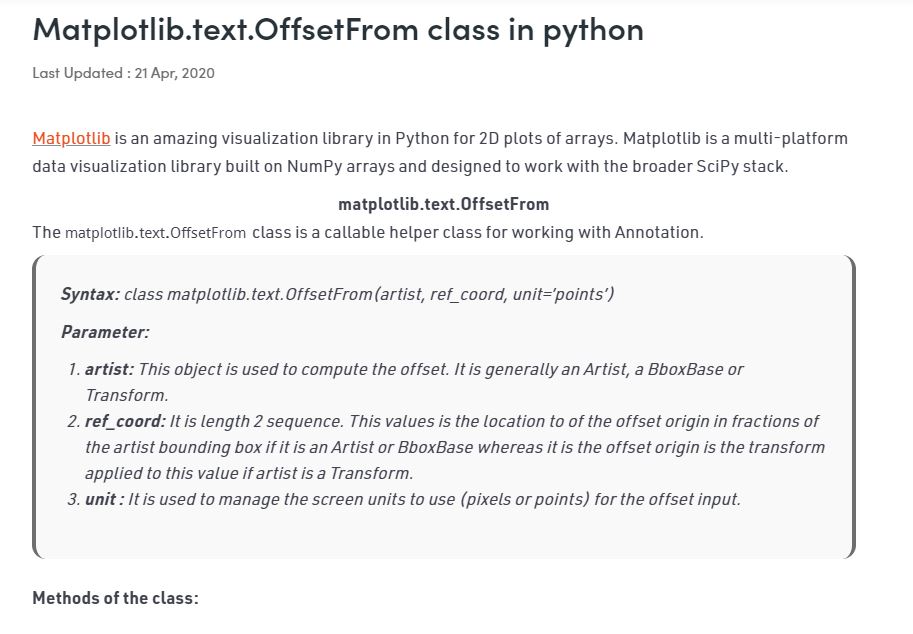 Matplotlib.text.OffsetFrom class in python
Last Updated : 21 Apr, 2020
Matplotlib is an amazing visualization library in Python for 2D plots of arrays. Matplotlib is a multi-platform
data visualization library built on NumPy arrays and designed to work with the broader SciPy stack.
matplotlib.text.OffsetFrom
The matplotlib.text.OffsetFrom class is a callable helper class for working with Annotation.
Syntax: class matplotlib.text.OffsetFrom(artist, ref_coord, unit=’points’)
Parameter:
1. artist: This object is used to compute the offset. It is generally an Artist, a BboxBase or
Transform.
2. ref_coord: It is length 2 sequence. This values is the location to of the offset origin in fractions of
the artist bounding box if it is an Artist or BboxBase whereas it is the offset origin is the transform
applied to this value if artist is a Transform.
3. unit : It is used to manage the screen units to use (pixels or points) for the offset input.
Methods of the class: